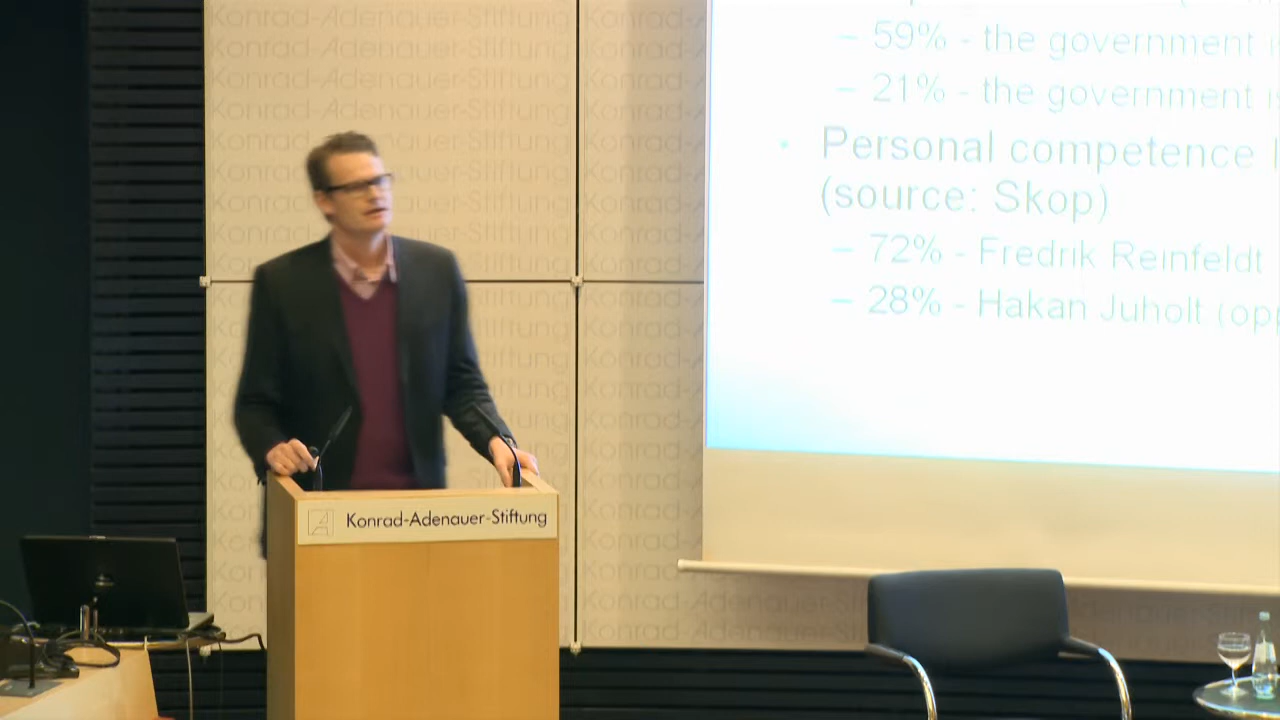 59% - the government
21% - the government
Personal competence
(source: Skop)
72% - Fredrik Reinfeldt
28% - Hakan Juholt (opp
Konrad-Adenauer-Stiftung
Konrad-Adenauer-Stiftung